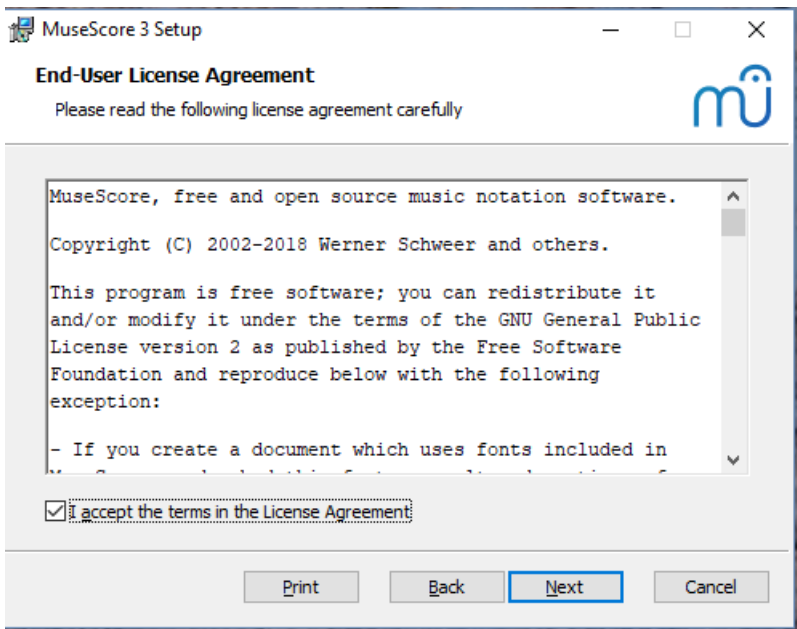 MuseScore 3 Setup
End-User License Agreement
Please read the following license agreement carefully
MuseScore, free and open source music notation software.
Copyright (C) 2002-2018 Werner Schweer and others.
This program is free software; you can redistribute it
and/or modify it under the terms of the GNU General Public
License version 2 as published by the Free Software
Foundation and reproduce below with the following
exception:
- If you create a document which uses fonts included in
I accept the terms in the License Agreement
Print
Back
Next
Cancel